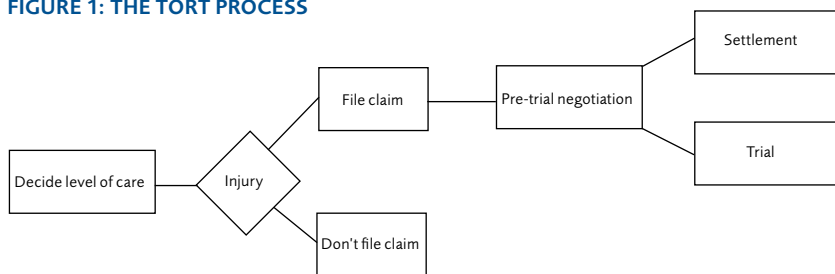 FIGURE 1: THE TORT PROCESS
Settlement
File claim
Pre-trial negotiation
Trial
Decide level of care
Injury
Don't file claim